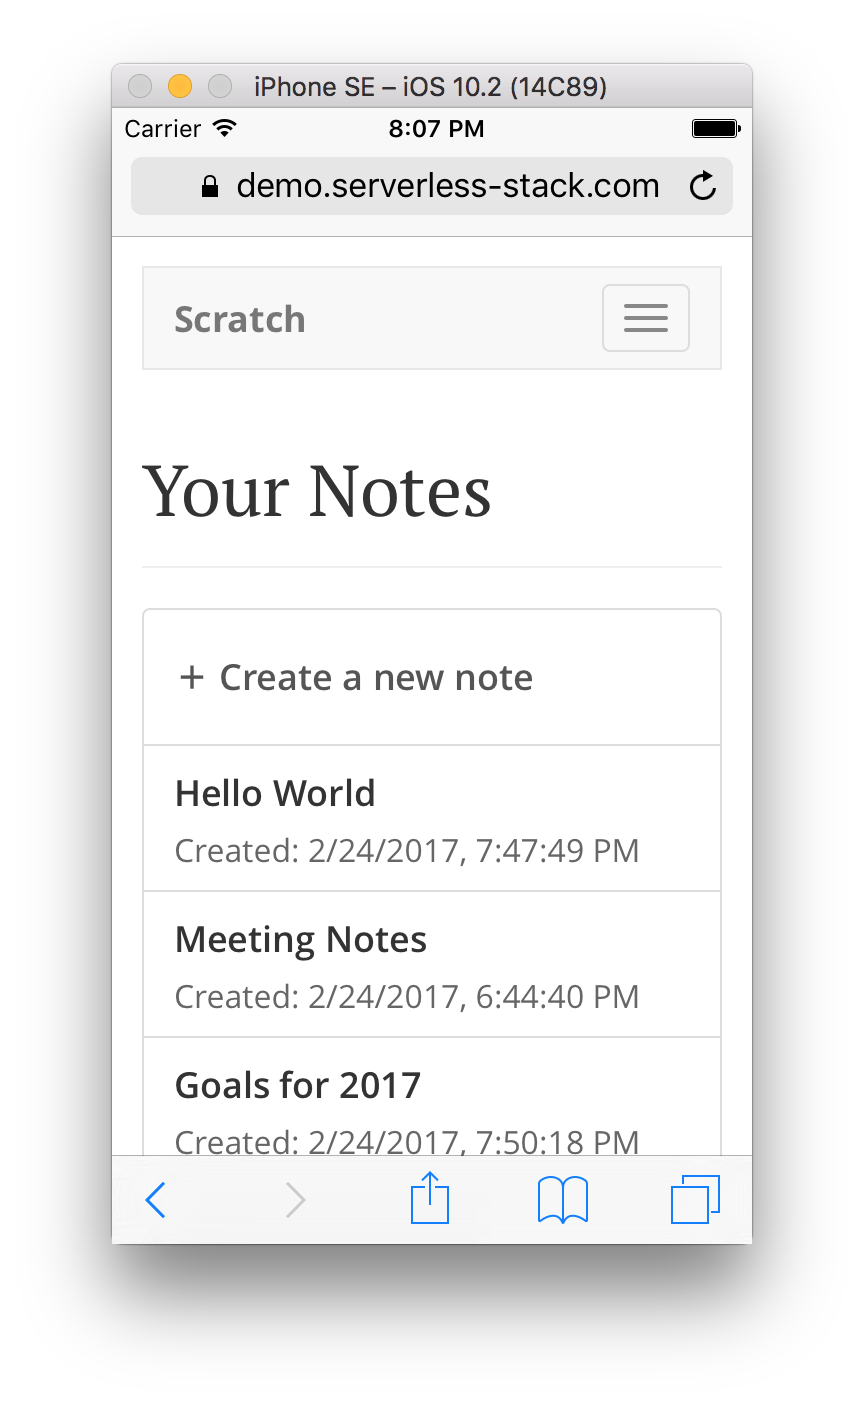 iPhone SE – iOS 10.2 (14C89)
Carrier 8:07 PM
demo.serverless-stack.com
Scratch
Your Notes
+ Create a new note
Hello World
Created: 2/24/2017, 7:47:49 PM
Meeting Notes
Created: 2/24/2017, 6:44:40 PM
Goals for 2017
Created: 2/24/2017, 7:50:18 PM